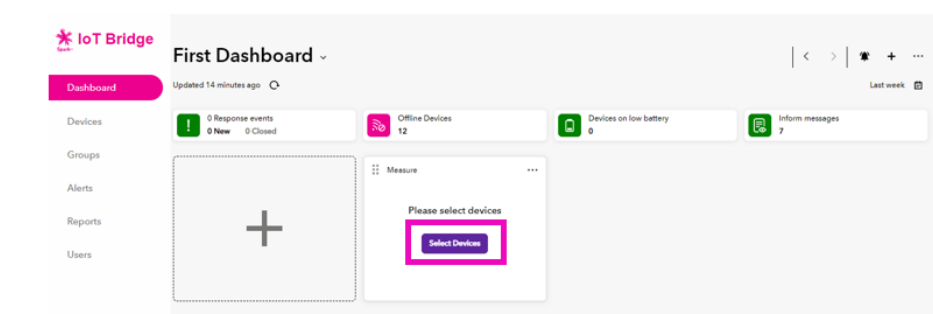 IoT Bridge
Spark
First Dashboard
Dashboard
Updated 14 minutes ago
Last week
Devices
0 Response events
0 New 0 Closed
Offline Devices
12
Devices on low battery
0
Inform messages
7
Groups
Measure
Alerts
Please select devices
Reports
Select Devices
Users